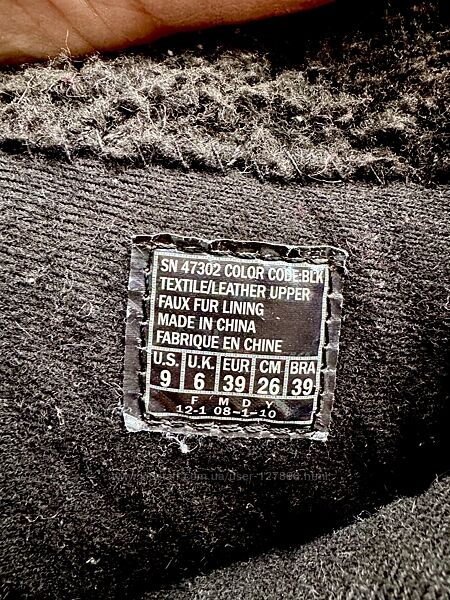 SN 47302 COLOR CODE:BLK
TEXTILE/LEATHER UPPER
FAUX FUR LINING
MADE IN CHINA
FABRIQUE EN CHINE
U.S. U.K. EUR CM BRA
9 6 39 26 39
F M D Y
12-1 08-1-10